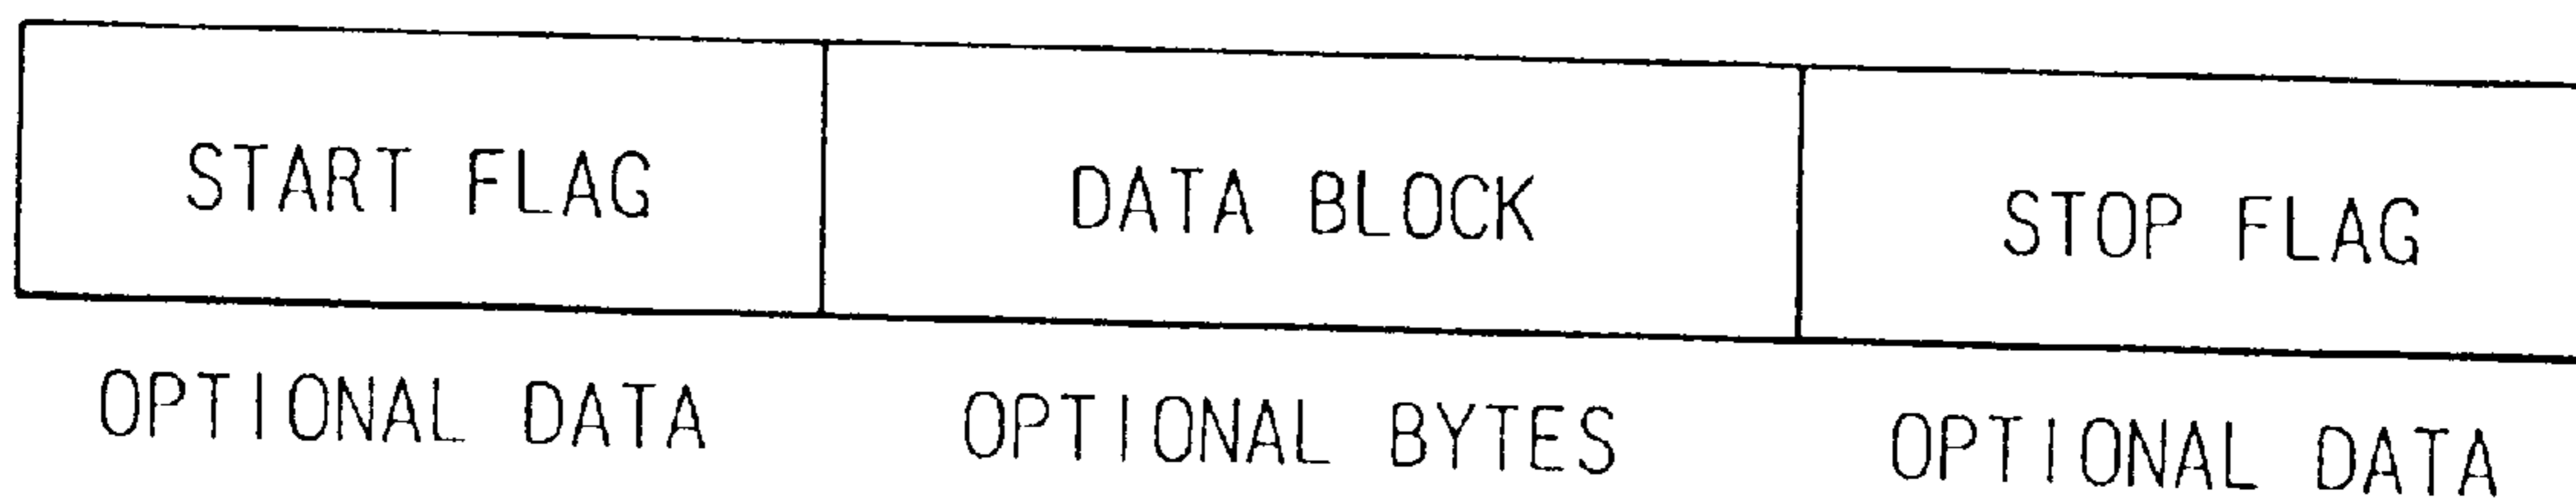 START FLAG DATA BLOCK STOP FLAG
OPTIONAL DATA OPTIONAL BYTES OPTIONAL DATA